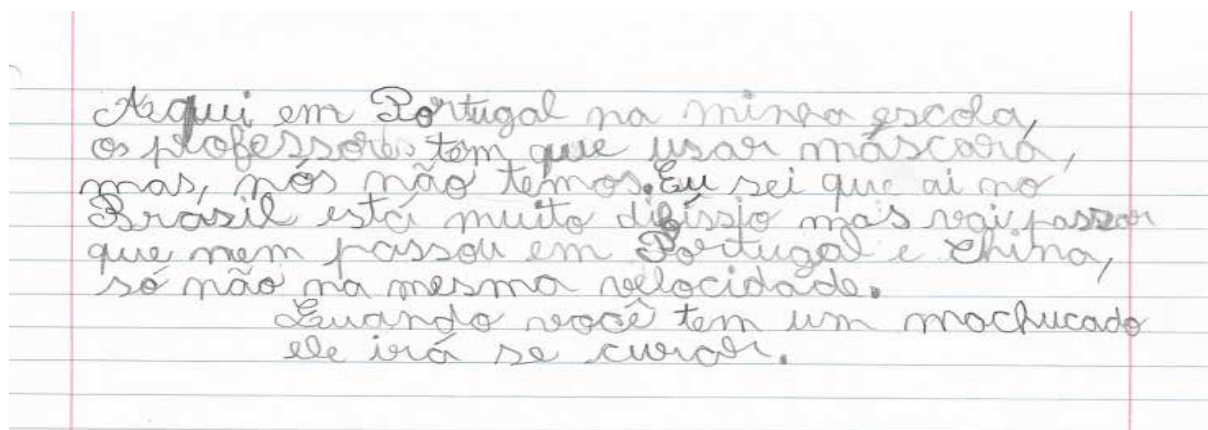 Aqui em Portugal na minha escola,
os professores tem que usar máscara,
mas, nós não temos. Eu sei que ai no
Brasil está muito difissio mas vai passar
que nem passou em Portugal e China,
só não na mesma velocidade.
Quando você tem um machucado
ele irá se curar.